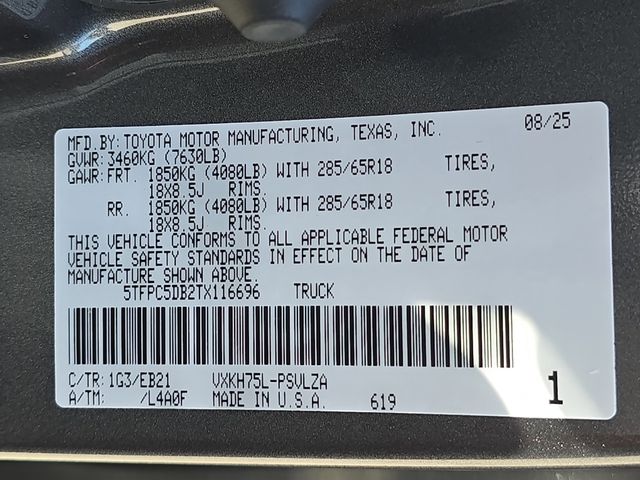 MFD.BY:TOYOTA MOTOR MANUFACTURING, TEXAS, INC. 08/25
GVWR:3460KG (7630LB)
GAWR:FRT. 1850KG (4080LB) WITH 285/65R18 TIRES,
18X8.5J RIMS.
RR. 1850KG (4080LB) WITH 285/65R18 TIRES,
18X8.5J RIMS.
THIS VEHICLE CONFORMS TO ALL APPLICABLE FEDERAL MOTOR
VEHICLE SAFETY STANDARDS IN EFFECT ON THE DATE OF
MANUFACTURE SHOWN ABOVE.
5TFPC5DB2TX116696 TRUCK
C/TR:1G3/EB21 VXKH75L-PSVLZA
A/TM: /L4A0F MADE IN U.S.A. 619 1